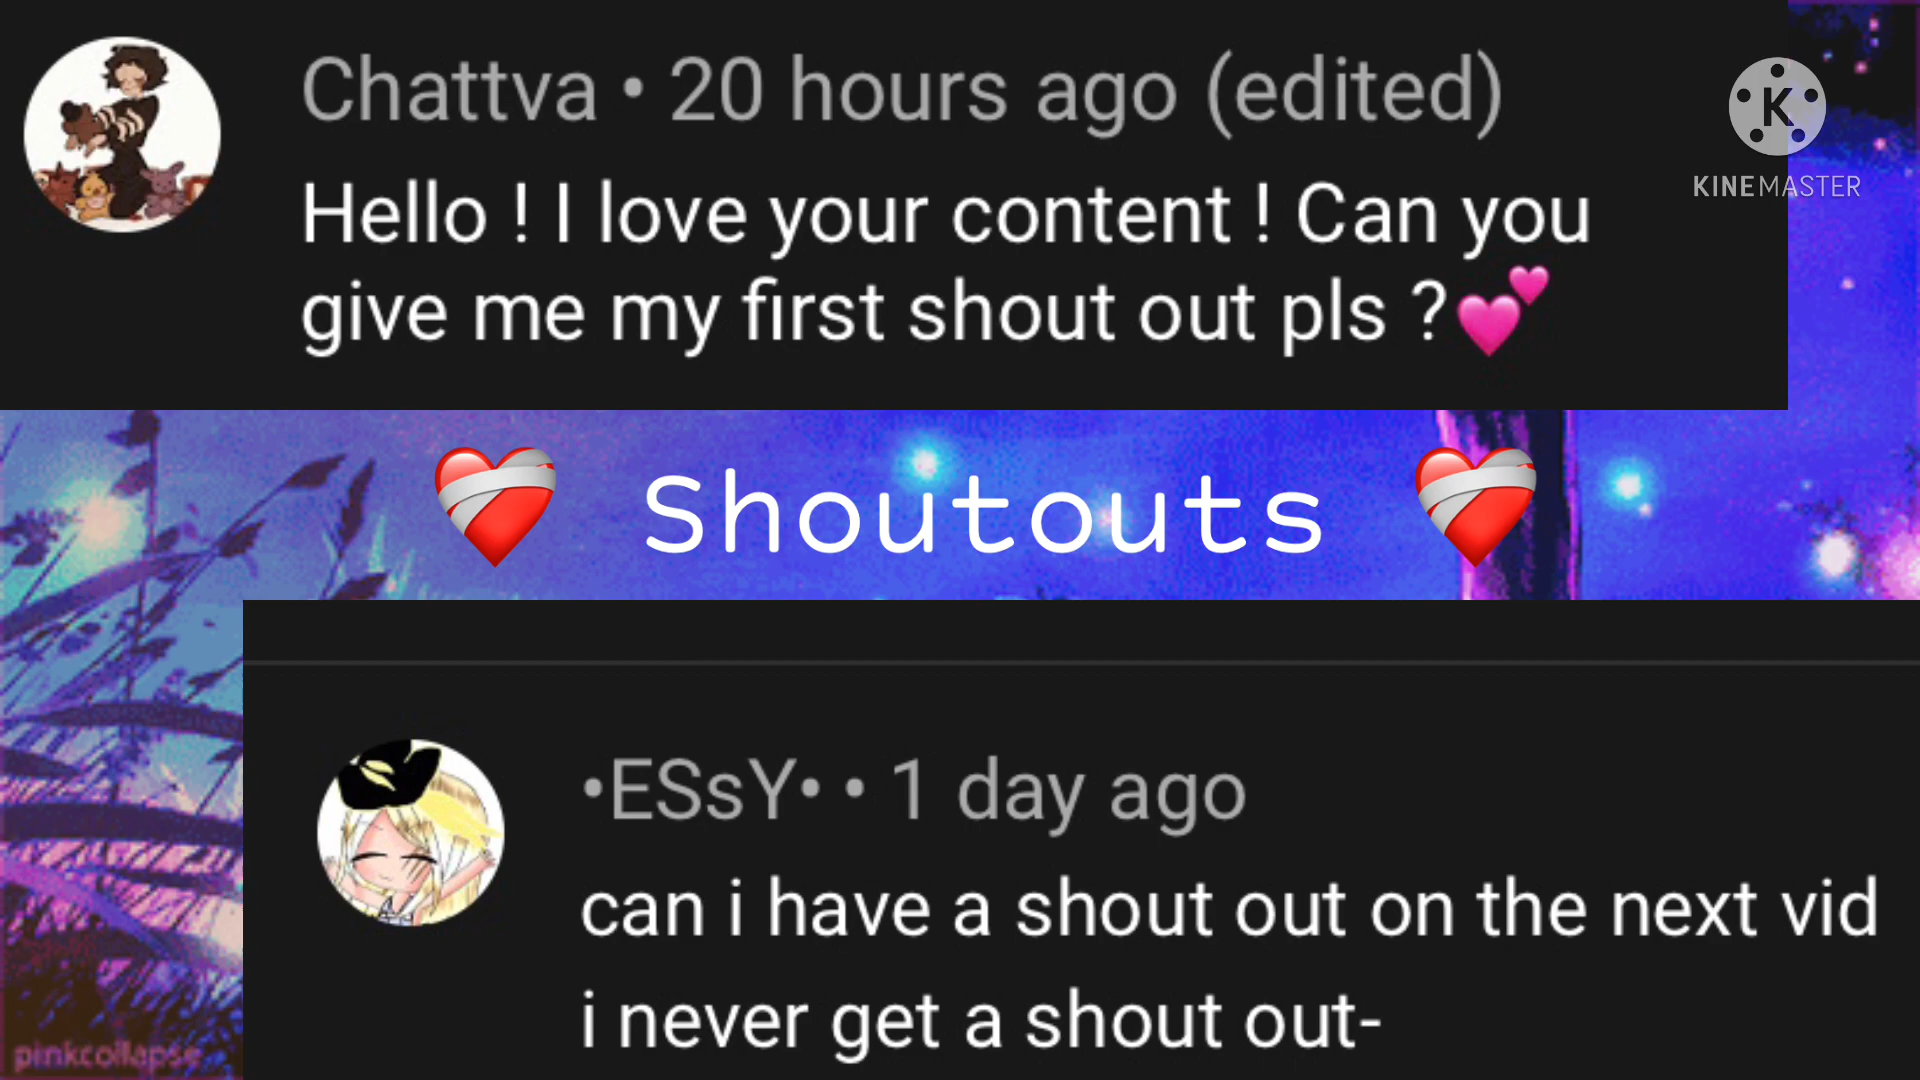 Chattva • 20 hours ago (edited)
Hello ! I love your content ! Can you
give me my first shout out pls ?💕
K
KINEMASTER
❤️‍🩹 Shoutouts ❤️‍🩹
•ESsY• • 1 day ago
can i have a shout out on the next vid
i never get a shout out-
pinkcollapse